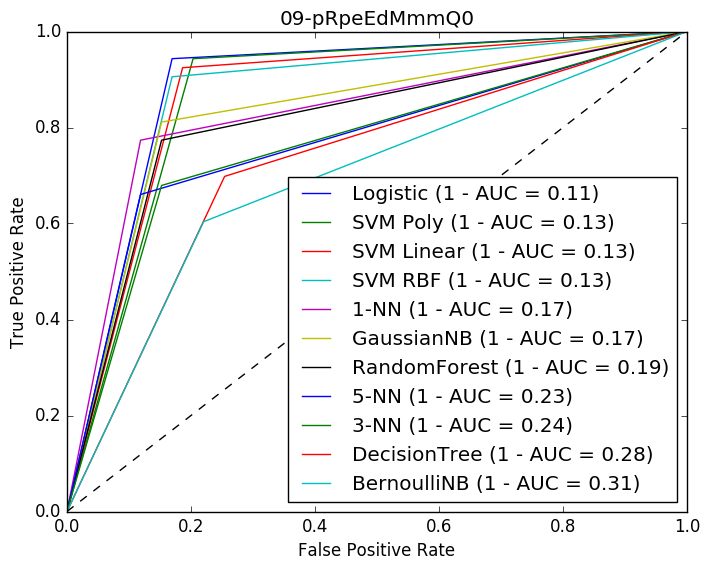 09-pRpeEdMmmQ0
1.0
0.8
0.6
0.4
0.2
0.0
True Positive Rate
Logistic (1 - AUC = 0.11)
SVM Poly (1 - AUC = 0.13)
SVM Linear (1 - AUC = 0.13)
SVM RBF (1 - AUC = 0.13)
1-NN (1 - AUC = 0.17)
GaussianNB (1 - AUC = 0.17)
RandomForest (1 - AUC = 0.19)
5-NN (1 - AUC = 0.23)
3-NN (1 - AUC = 0.24)
DecisionTree (1 - AUC = 0.28)
BernoulliNB (1 - AUC = 0.31)
0.0 0.2 0.4 0.6 0.8 1.0
False Positive Rate